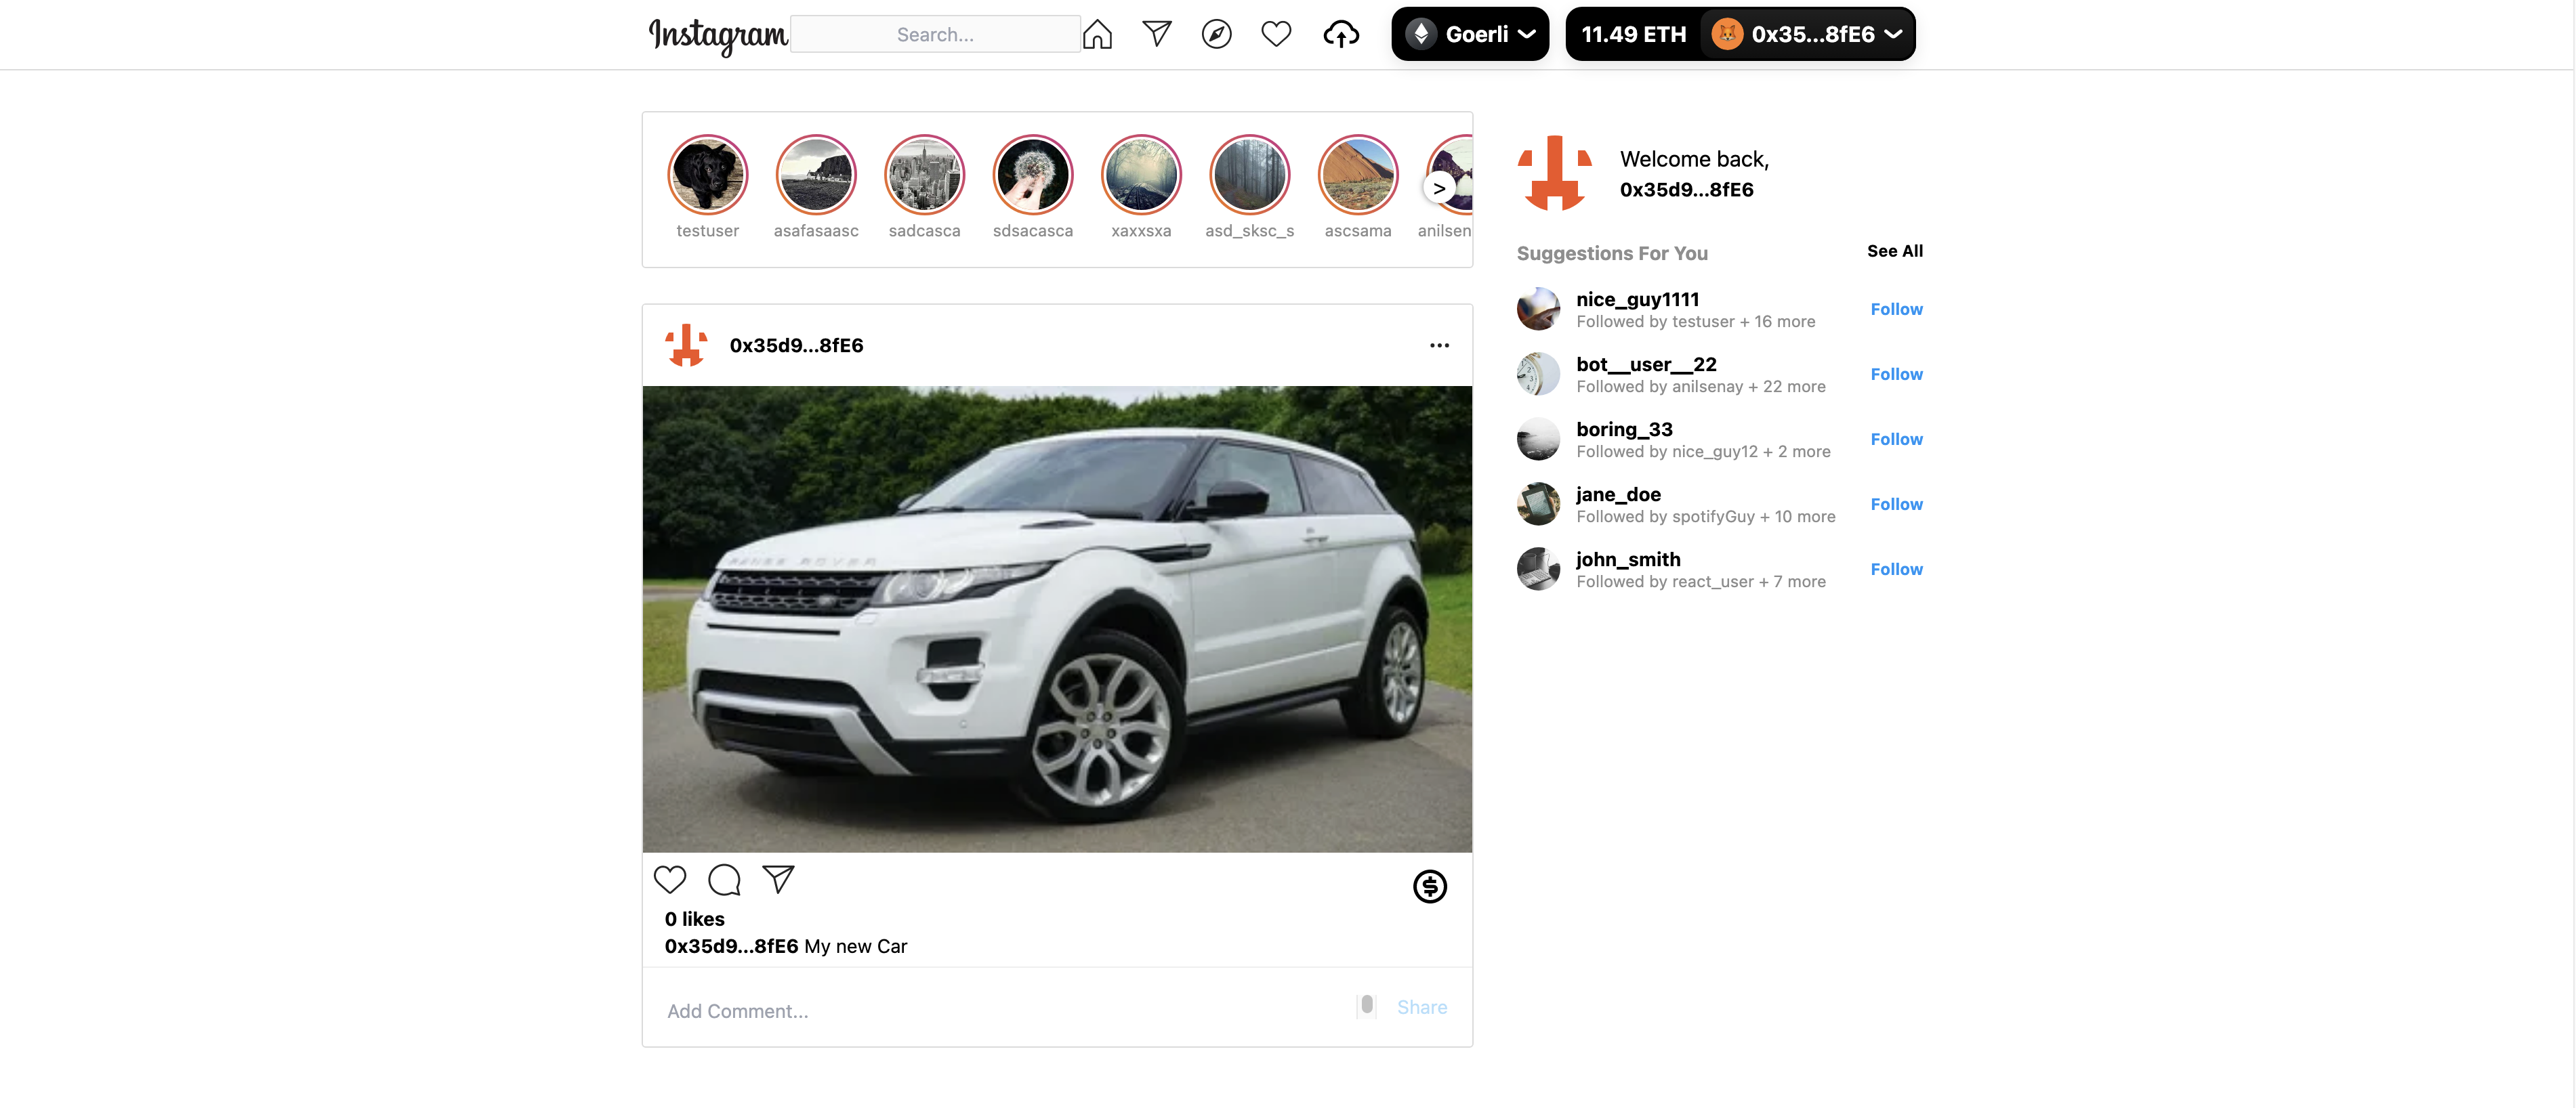 Instagram
Search...
Goerli
11.49 ETH
0x35...8fE6
testuser
asafasaasc
sadcasca
sdsacasca
xaxxsxa
asd_sksc_s
ascsama
anilsen
>
Welcome back,
0x35d9...8fE6
Suggestions For You
See All
nice_guy1111
Followed by testuser + 16 more
Follow
bot__user__22
Followed by anilsenay + 22 more
Follow
boring_33
Followed by nice_guy12 + 2 more
Follow
jane_doe
Followed by spotifyGuy + 10 more
Follow
john_smith
Followed by react_user + 7 more
Follow
0x35d9...8fE6
RANGE ROVER
$
0 likes
0x35d9...8fE6 My new Car
Add Comment...
Share